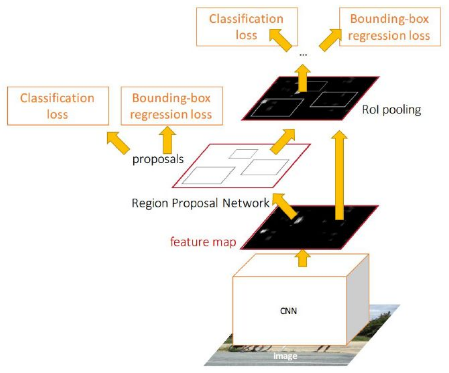 Classification
loss
Bounding-box
regression loss
...
Classification
loss
Bounding-box
regression loss
RoI pooling
proposals
Region Proposal Network
feature map
CNN
image